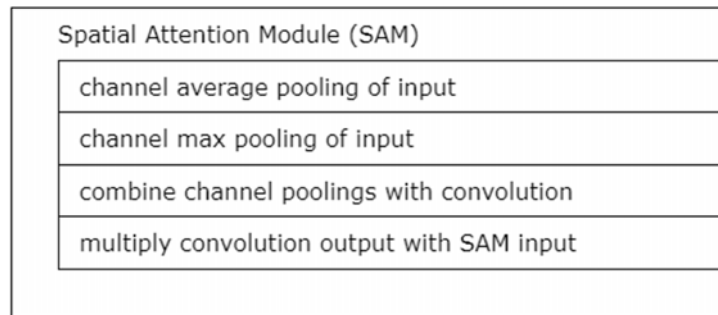 Spatial Attention Module (SAM)
channel average pooling of input
channel max pooling of input
combine channel poolings with convolution
multiply convolution output with SAM input